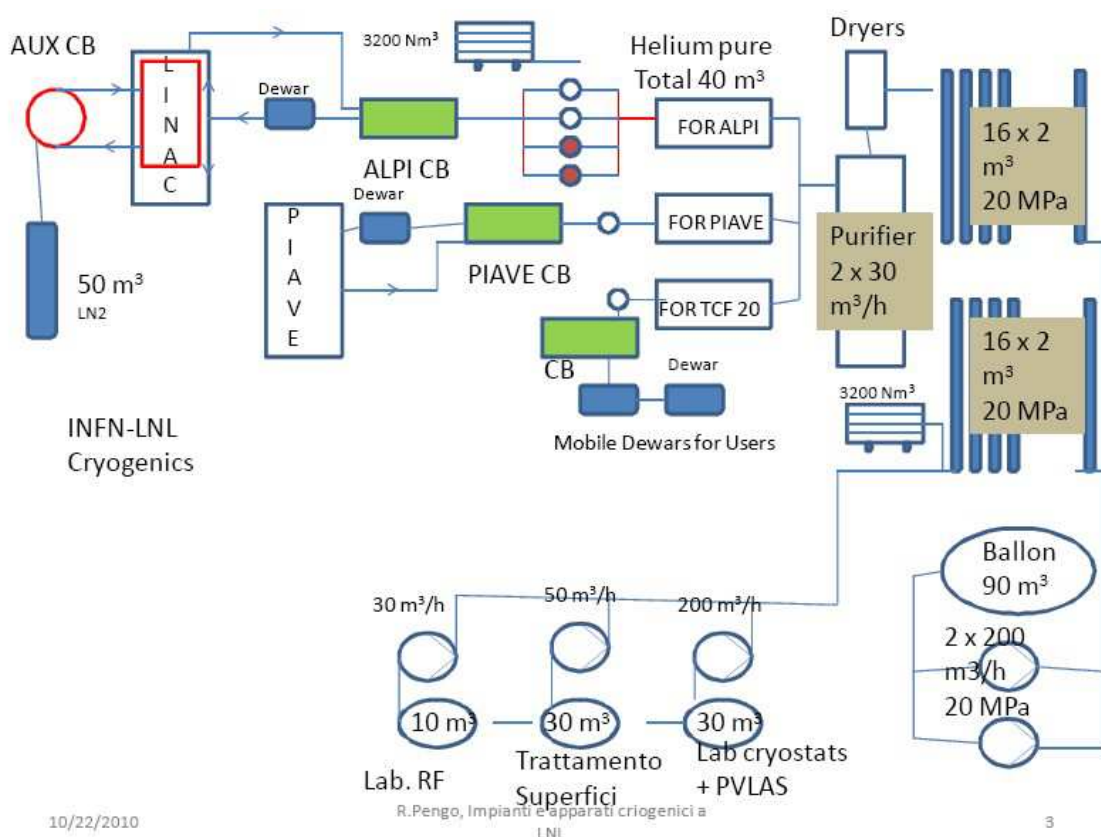 AUX CB
L
I
N
A
C
Dewar
3200 Nm³
Helium pure
Total 40 m³
Dryers
FOR ALPI
ALPI CB
16 x 2
m³
20 MPa
Dewar
P
I
A
V
E
FOR PIAVE
PIAVE CB
Purifier
2 x 30
m³/h
50 m³
LN2
FOR TCF 20
CB
Dewar
Mobile Dewars for Users
3200 Nm³
16 x 2
m³
20 MPa
INFN-LNL
Cryogenics
Ballon
90 m³
30 m³/h
50 m³/h
200 m³/h
2 x 200
m3/h
20 MPa
10 m³
30 m³
30 m³
Lab. RF
Trattamento
Superfici
Lab cryostats
+ PVLAS
10/22/2010
R.Pengo, Impianti e apparati criogenici a
LNL
3